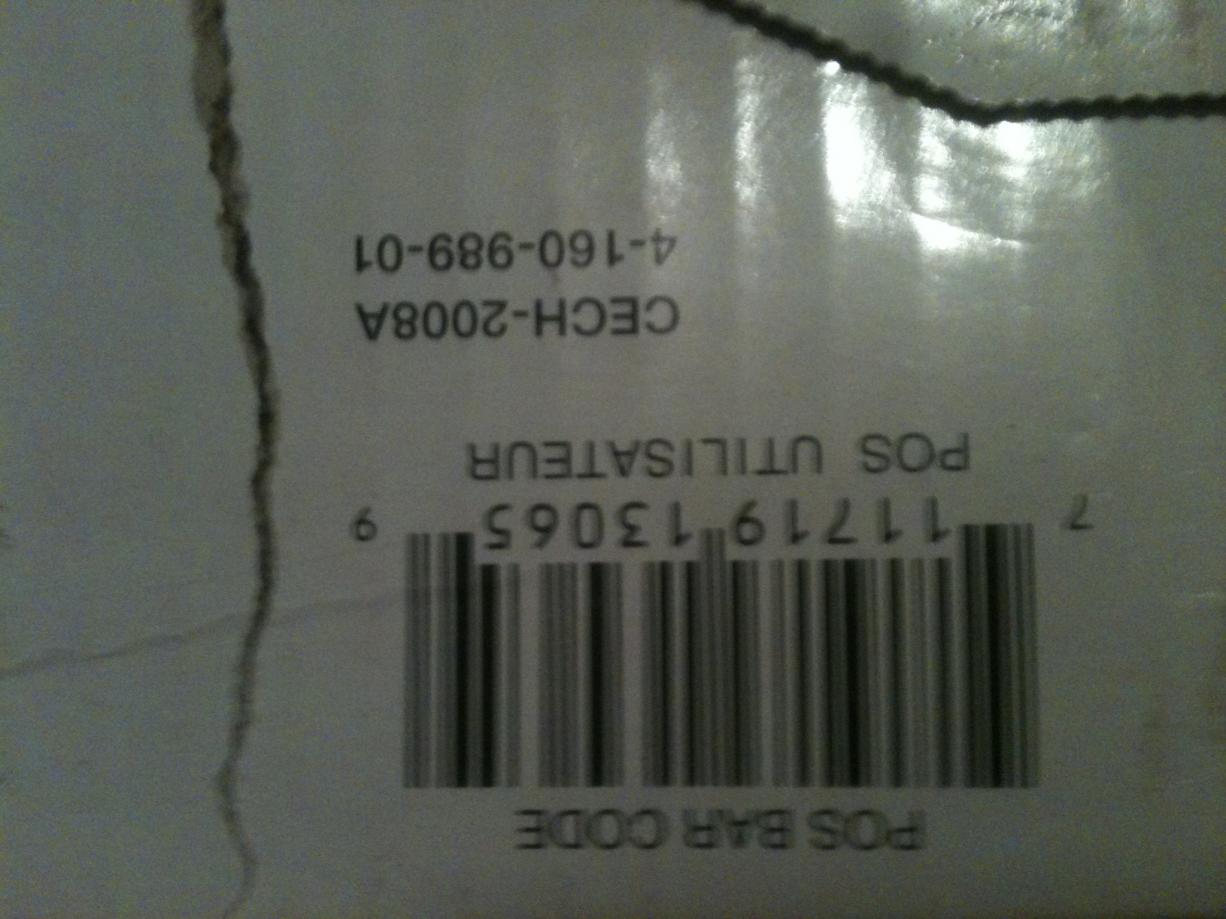 POS BAR CODE
7 11719 13065 9
POS UTILISATEUR
CECH-2008A
4-160-989-01